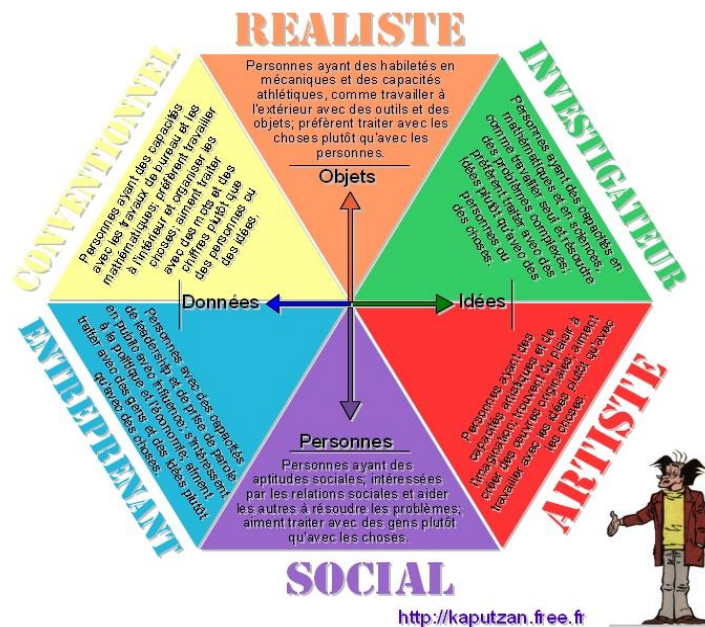 REALISTE
Personnes ayant des habiletés en
mécaniques et des capacités
athlétiques, comme travailler à
l'extérieur avec des outils et des
objets; préfèrent traiter avec les
choses plutôt qu'avec les
personnes.
Objets
CONVENTIONNEL
Personnes ayant des capacités
avec les travaux de bureau et les
mathématiques; préfèrent travailler
à l'intérieur et organiser les
choses; aiment traiter
avec des mots et des
chiffres plutôt que
des personnes ou
des idées.
INVESTIGATEUR
Personnes ayant des capacités en
mathématiques et en sciences,
comme travailler seul et résoudre
des problèmes complexes;
préfèrent traiter avec des
idées plutôt qu'avec des
personnes ou
des choses.
Données
Idées
ENTREPRENANT
Personnes avec des capacités
de leadership et de prise de parole
en public avec influence, s'intéressent
à la politique et l'économie; aiment
traiter avec des gens et des idées plutôt
qu'avec des choses.
ARTISTE
Personnes ayant des
capacités artistiques et de
l'imagination, trouvent du plaisir à
créer des œuvres originales; aiment
travailler avec les idées plutôt qu'avec
les choses.
Personnes
Personnes ayant des
aptitudes sociales; intéressées
par les relations sociales et aider
les autres à résoudre les problèmes;
aiment traiter avec des gens plutôt
qu'avec les choses.
SOCIAL
http://kaputzan.free.fr